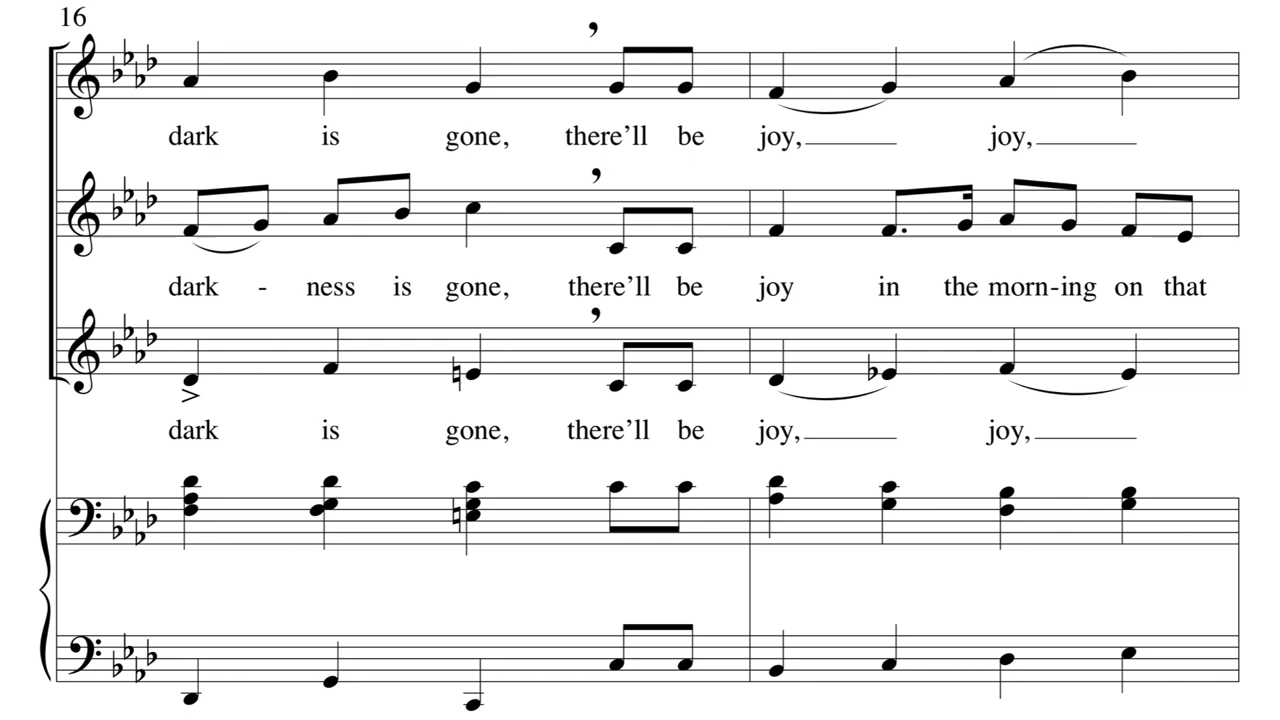 16
dark is gone, there'll be joy, joy,
dark - ness is gone, there'll be joy in the morn-ing on that
dark is gone, there'll be joy, joy,